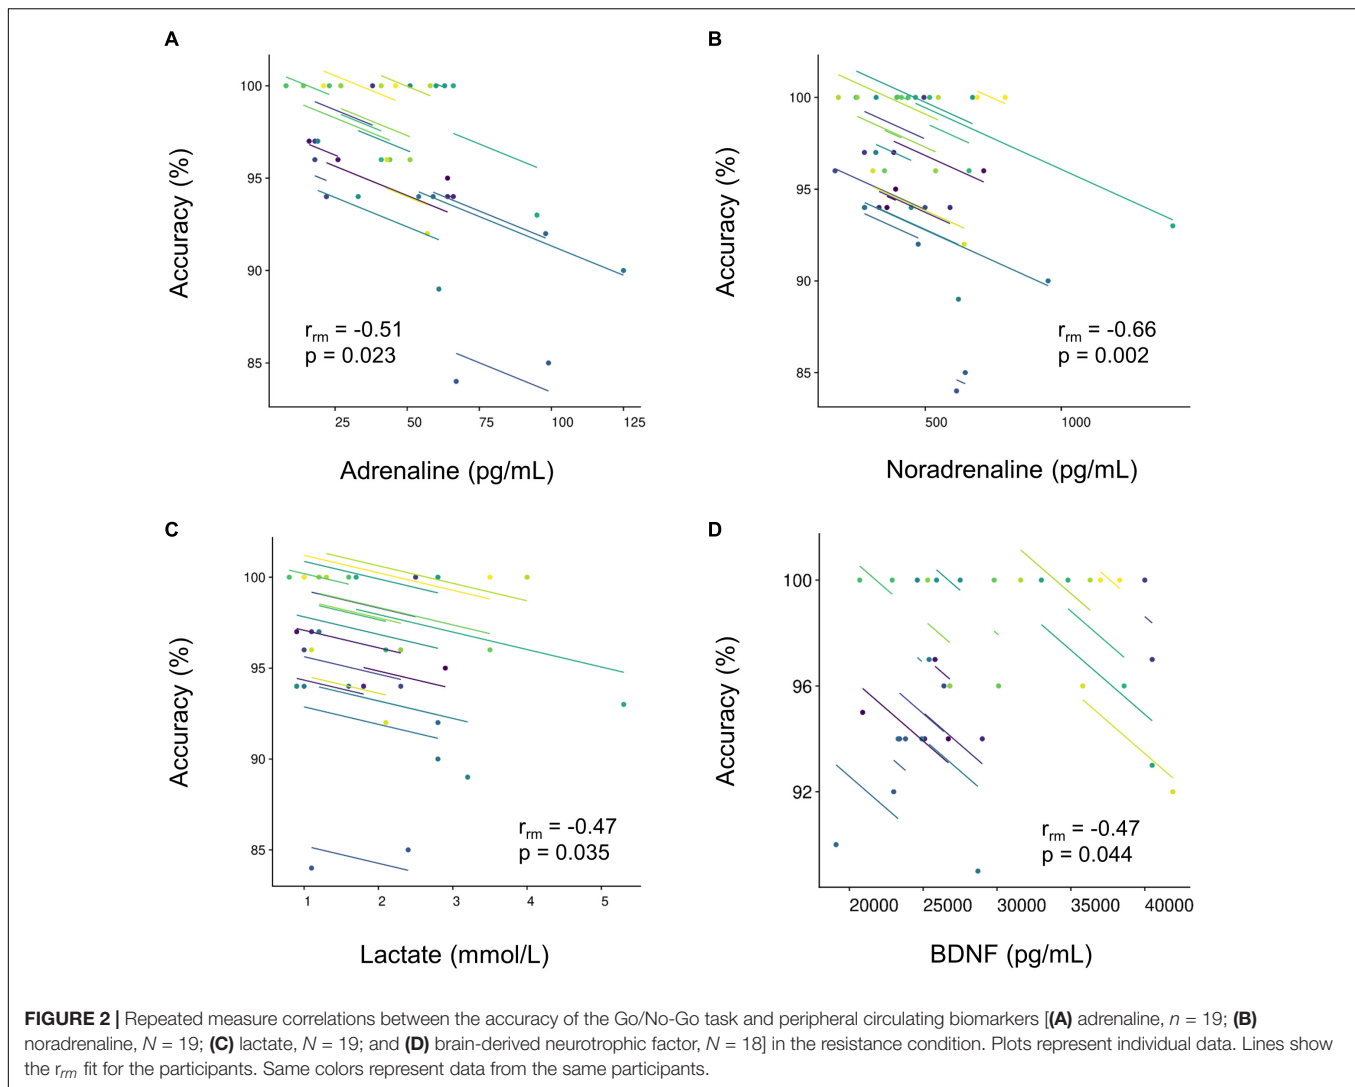 A
100
95
90
85
Accuracy (%)
r_rm = -0.51
p = 0.023
25
50
75
100
125
Adrenaline (pg/mL)
B
100
95
90
85
Accuracy (%)
r_rm = -0.66
p = 0.002
500
1000
Noradrenaline (pg/mL)
C
100
95
90
85
Accuracy (%)
r_rm = -0.47
p = 0.035
1
2
3
4
5
Lactate (mmol/L)
D
100
96
92
Accuracy (%)
r_rm = -0.47
p = 0.044
20000
25000
30000
35000
40000
BDNF (pg/mL)
FIGURE 2 | Repeated measure correlations between the accuracy of the Go/No-Go task and peripheral circulating biomarkers [(A) adrenaline, n = 19; (B)
noradrenaline, N = 19; (C) lactate, N = 19; and (D) brain-derived neurotrophic factor, N = 18] in the resistance condition. Plots represent individual data. Lines show
the r_rm fit for the participants. Same colors represent data from the same participants.